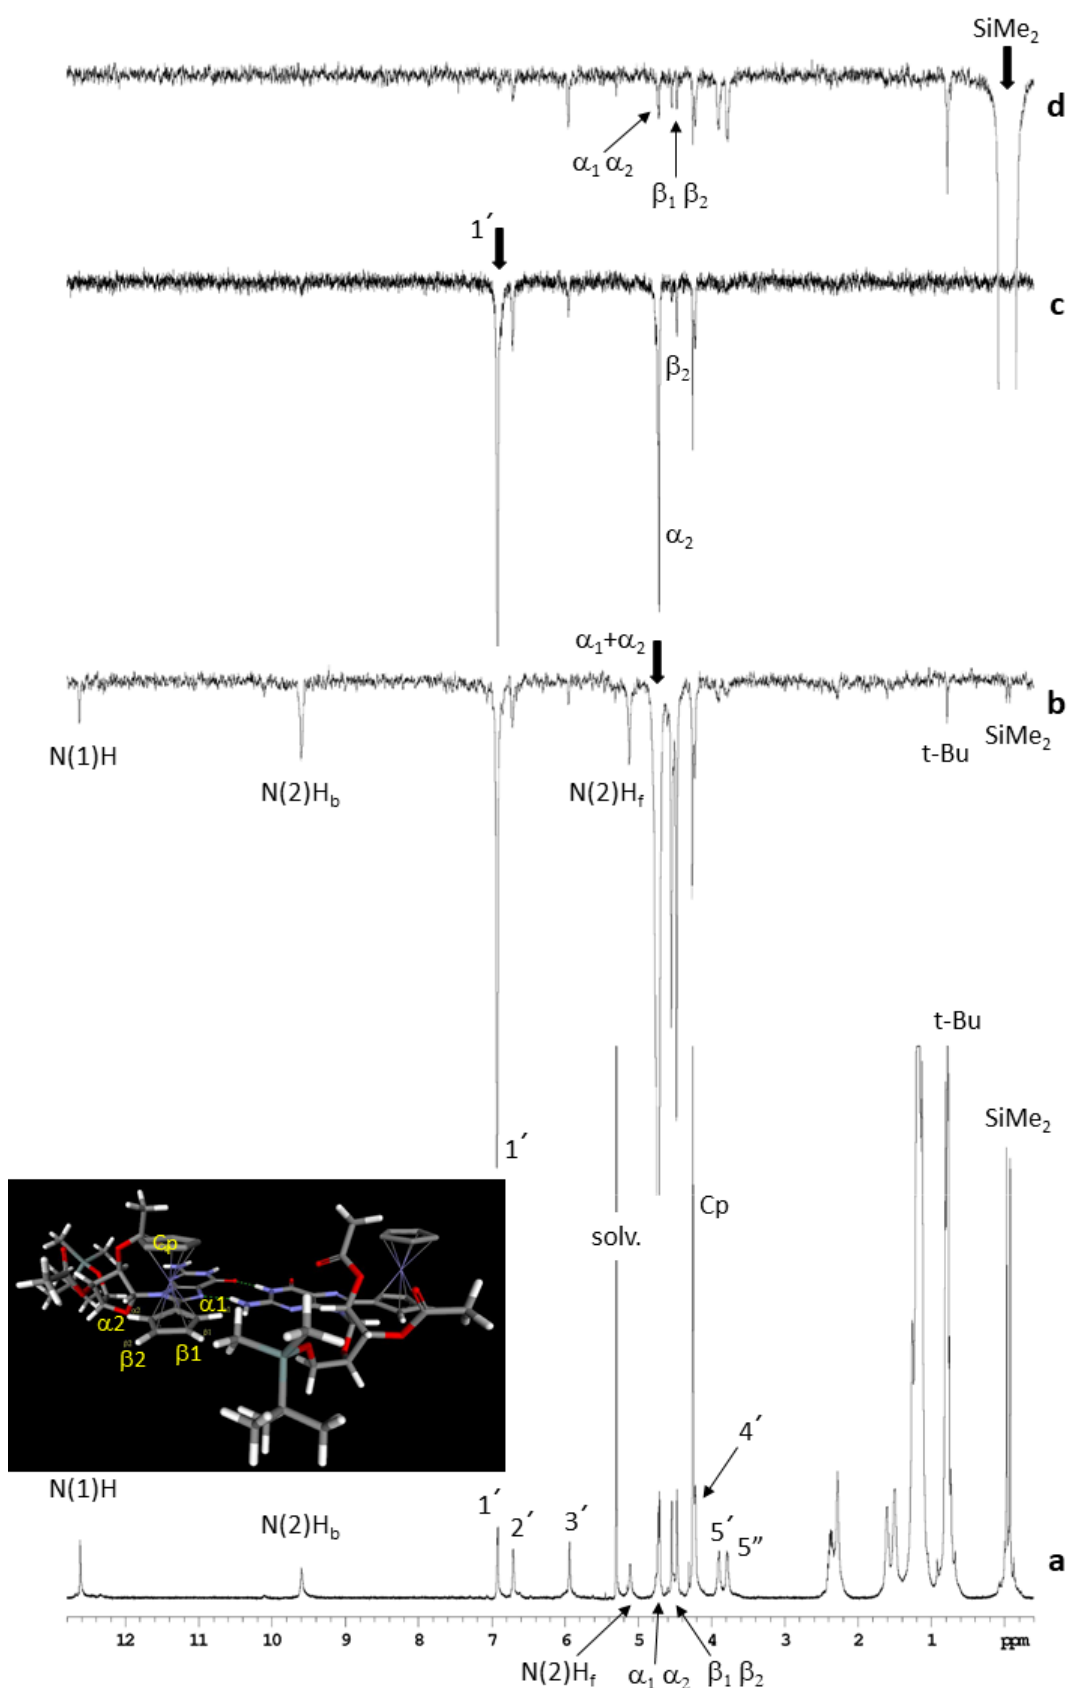 SiMe₂
d
α₁ α₂
β₁ β₂
1´
c
β₂
α₂
α₁+α₂
b
N(1)H
N(2)Hb
N(2)Hf
t-Bu
SiMe₂
1´
t-Bu
SiMe₂
solv.
Cp
Cp
α1
α2
β2
β1
4´
N(1)H
N(2)Hb
1´
2´
3´
5´
5”
a
12 11 10 9 8 7 6 5 4 3 2 1 ppm
N(2)Hf
α₁ α₂
β₁ β₂